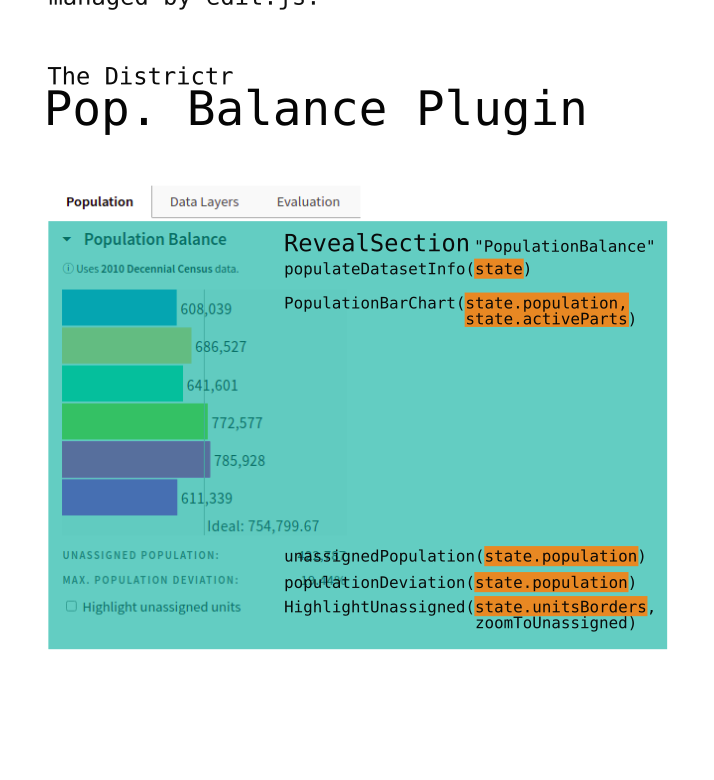 managed by edit.js.
The Districtr
Pop. Balance Plugin
Population Data Layers Evaluation
Population Balance
RevealSection "PopulationBalance"
ⓘ Uses 2010 Decennial Census data.
populateDatasetInfo(state)
PopulationBarChart(state.population,
state.activeParts)
608,039
686,527
641,601
772,577
785,928
611,339
Ideal: 754,799.67
UNASSIGNED POPULATION:
unassignedPopulation(state.population)
MAX. POPULATION DEVIATION:
populationDeviation(state.population)
Highlight unassigned units
HighlightUnassigned(state.unitsBorders,
zoomToUnassigned)